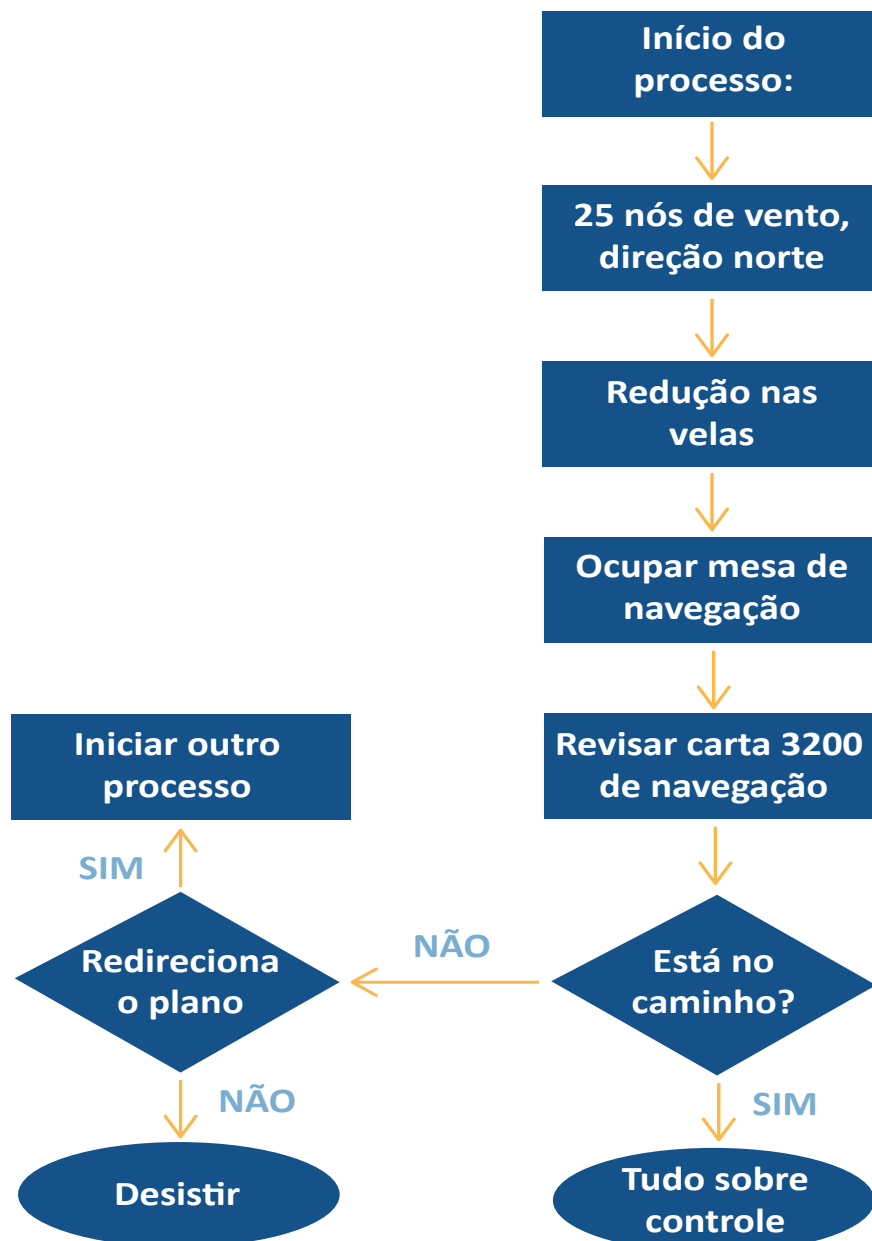 Início do
processo:
25 nós de vento,
direção norte
Redução nas
velas
Ocupar mesa de
navegação
Revisar carta 3200
de navegação
Está no
caminho?
NÃO
SIM
Tudo sobre
controle
Redireciona
o plano
SIM
Iniciar outro
processo
NÃO
Desistir